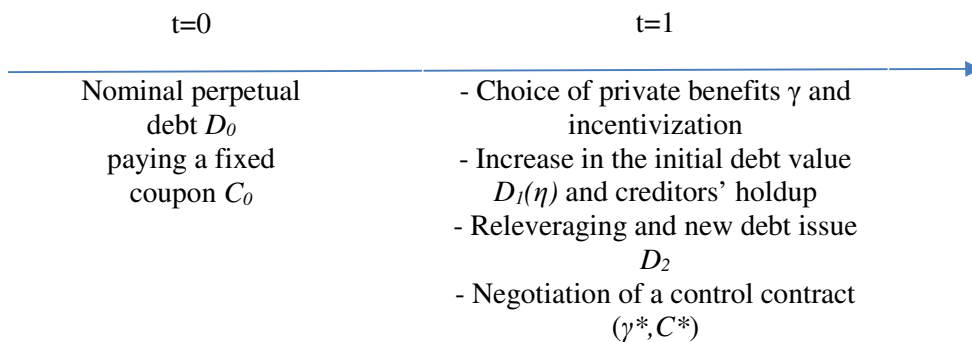 t=0
t=1
Nominal perpetual
debt D₀
paying a fixed
coupon C₀
- Choice of private benefits γ and
incentivization
- Increase in the initial debt value
D₁(η) and creditors’ holdup
- Releveraging and new debt issue
D₂
- Negotiation of a control contract
(γ*,C*)